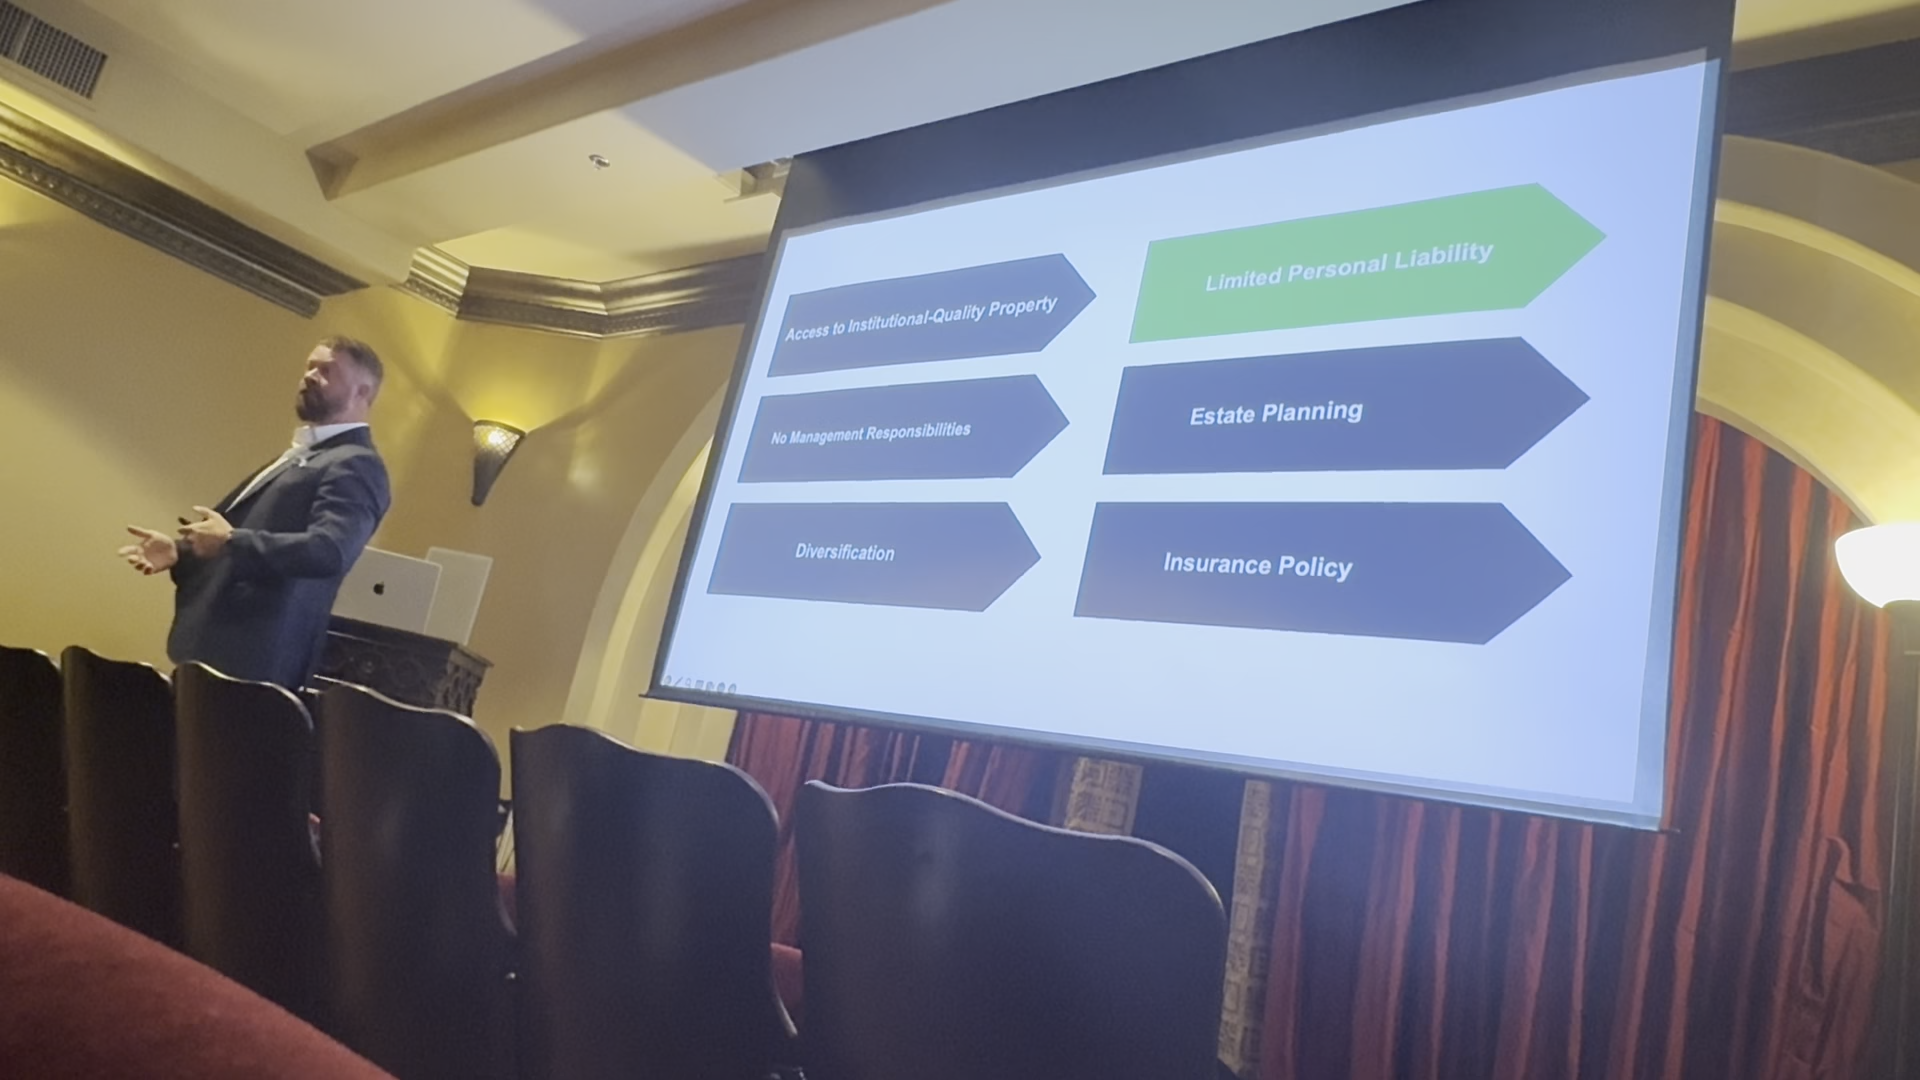 Access to Institutional-Quality Property
No Management Responsibilities
Diversification
Limited Personal Liability
Estate Planning
Insurance Policy